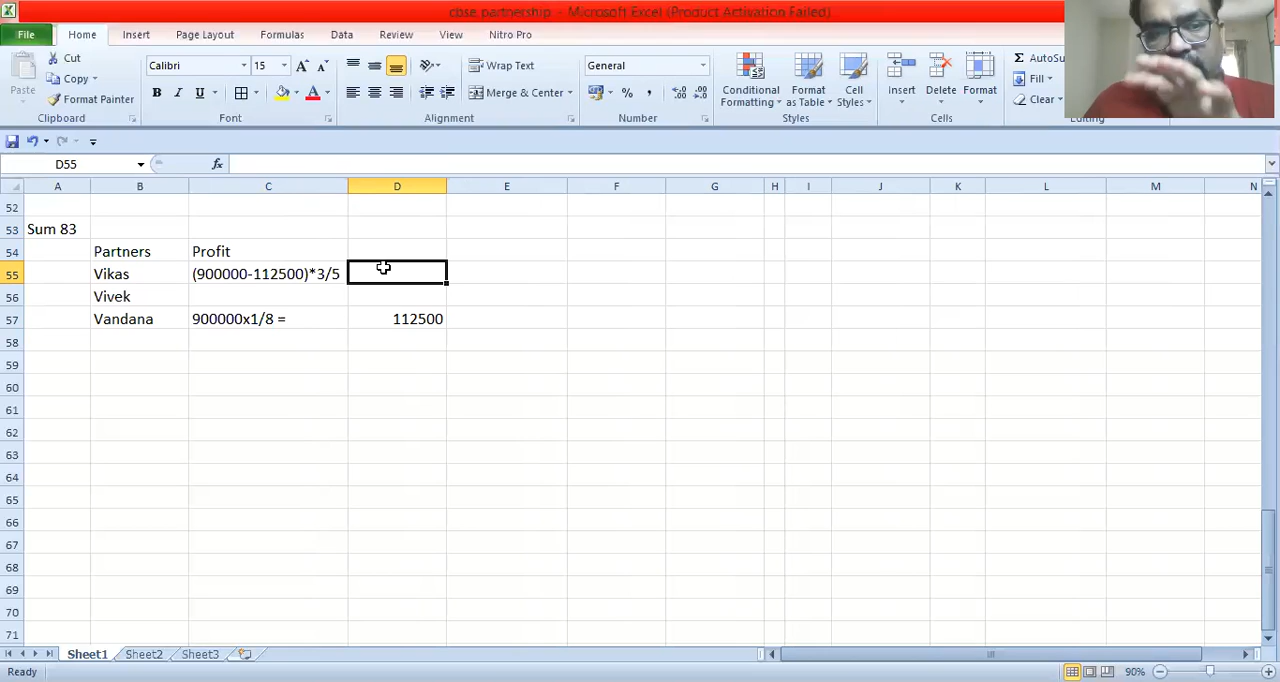 cbse partnership - Microsoft Excel (Product Activation Failed)
File Home Insert Page Layout Formulas Data Review View Nitro Pro
Paste Cut Copy Format Painter
Calibri 15 B I U A A A
Wrap Text Merge & Center
General % ,
Conditional Formatting Format as Table Cell Styles
Insert Delete Format
Σ AutoSu
Fill
Clear
Clipboard Font Alignment Number Styles Cells Editing
D55 fx
A B C D E F G H I J K L M N
52
53 Sum 83
54 Partners Profit
55 Vikas (900000-112500)*3/5
56 Vivek
57 Vandana 900000x1/8 = 112500
58
59
60
61
62
63
64
65
66
67
68
69
70
71
Sheet1 Sheet2 Sheet3
Ready 90%